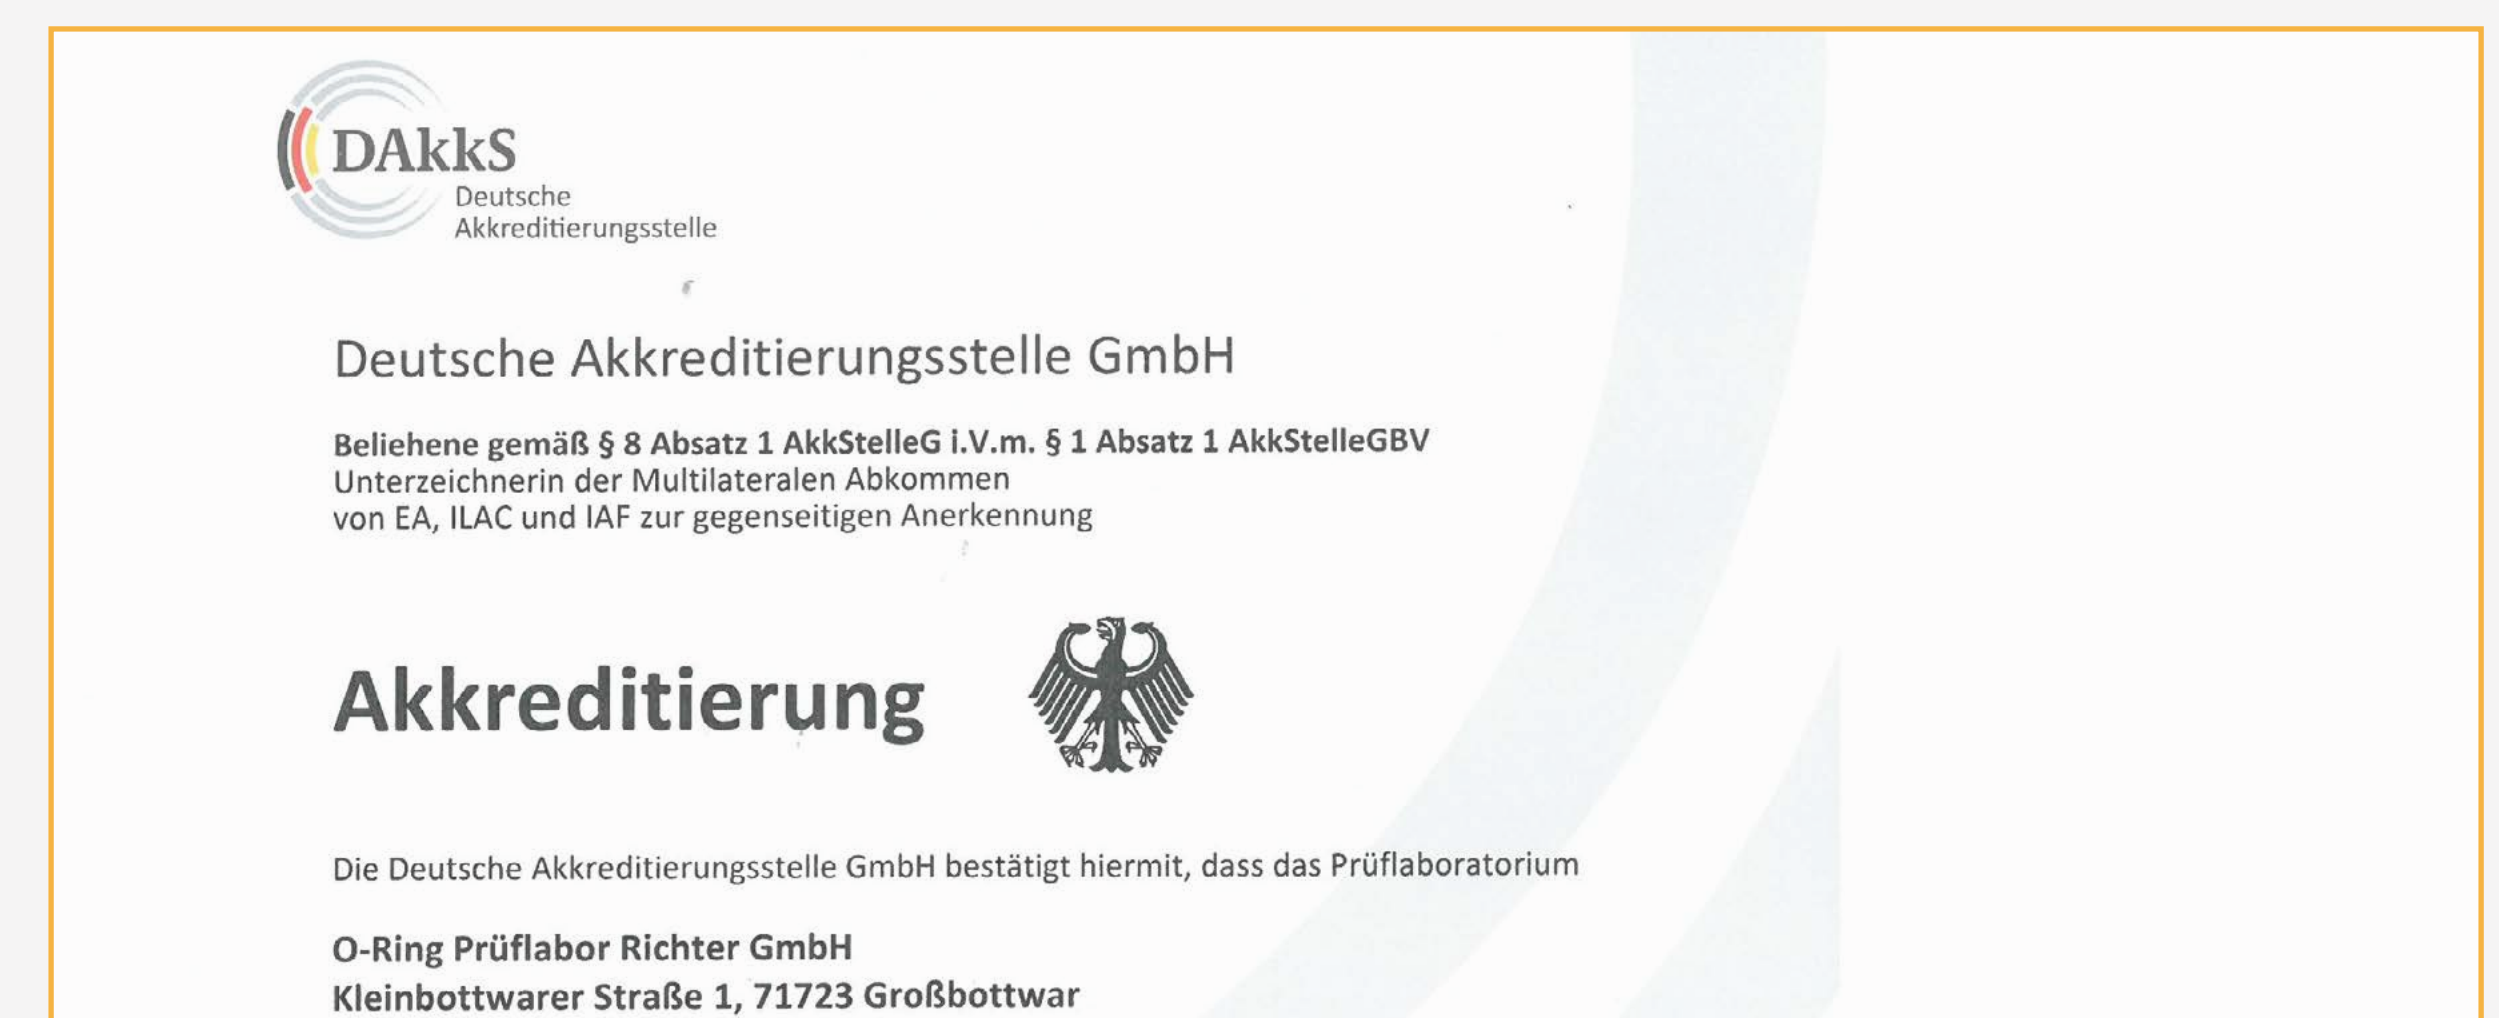 DAkkS
Deutsche
Akkreditierungsstelle
Deutsche Akkreditierungsstelle GmbH
Beliehene gemäß § 8 Absatz 1 AkkStelleG i.V.m. § 1 Absatz 1 AkkStelleGBV
Unterzeichnerin der Multilateralen Abkommen
von EA, ILAC und IAF zur gegenseitigen Anerkennung
Akkreditierung
Die Deutsche Akkreditierungsstelle GmbH bestätigt hiermit, dass das Prüflaboratorium
O-Ring Prüflabor Richter GmbH
Kleinbottwarer Straße 1, 71723 Großbottwar